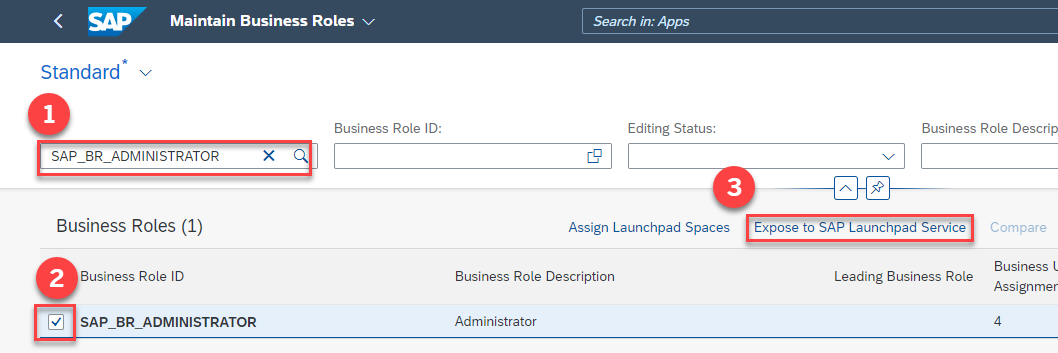 SAP Maintain Business Roles Search in: Apps
Standard*
1
Business Role ID: Editing Status: Business Role Descrip
SAP_BR_ADMINISTRATOR
3
Business Roles (1) Assign Launchpad Spaces Expose to SAP Launchpad Service Compare
2 Business Role ID Business Role Description Leading Business Role Business U
Assignmen
SAP_BR_ADMINISTRATOR Administrator 4